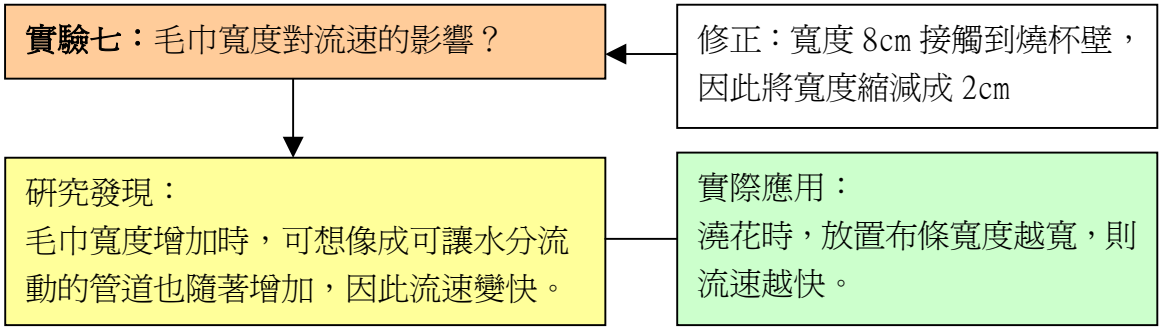 實驗七：毛巾寬度對流速的影響？
修正：寬度 8cm 接觸到燒杯壁，
因此將寬度縮減成 2cm
研究發現：
毛巾寬度增加時，可想像成可讓水分流
動的管道也隨著增加，因此流速變快。
實際應用：
澆花時，放置布條寬度越寬，則
流速越快。